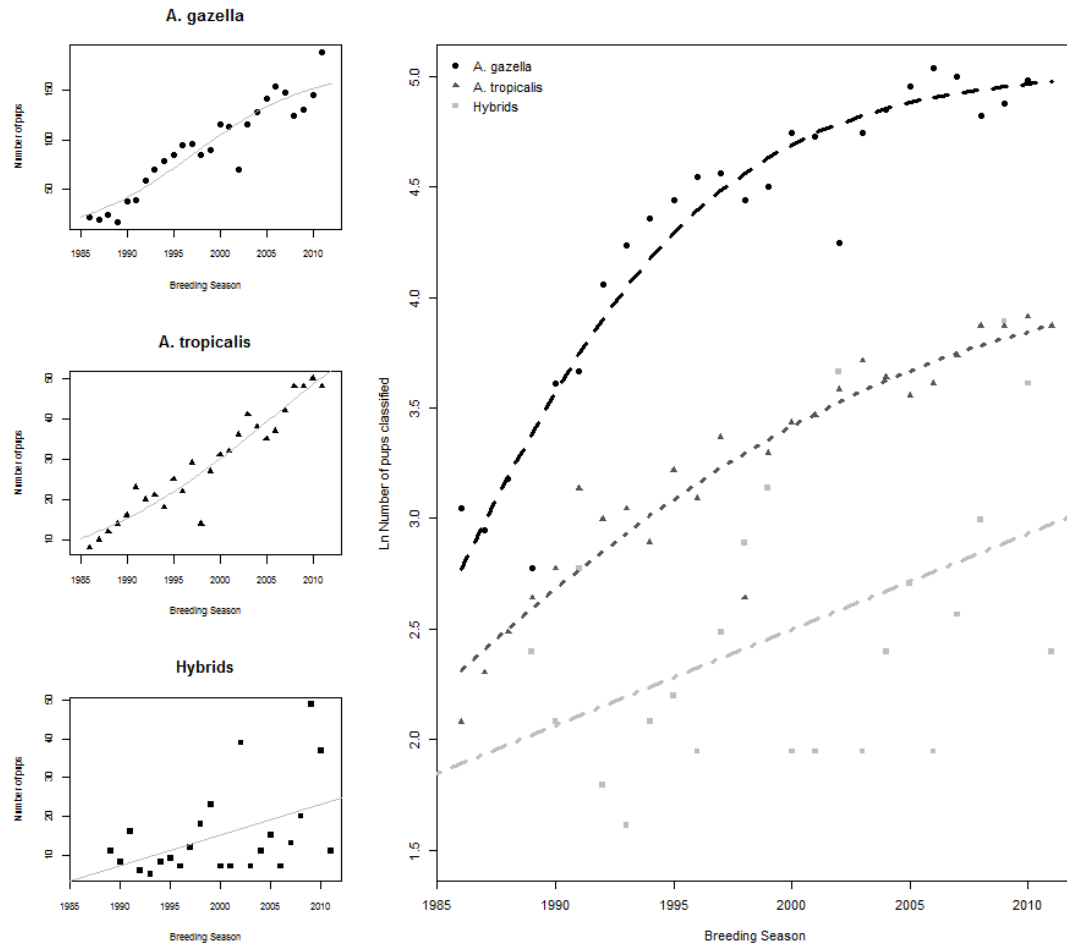 A. gazella
Number of pups
50
100
150
1985 1990 1995 2000 2005 2010
Breeding Season
A. tropicalis
Number of pups
10
20
30
40
50
1985 1990 1995 2000 2005 2010
Breeding Season
Hybrids
Number of pups
10
20
30
40
50
1985 1990 1995 2000 2005 2010
Breeding Season
A. gazella
A. tropicalis
Hybrids
Ln Number of pups classified
1.5
2.0
2.5
3.0
3.5
4.0
4.5
5.0
1985 1990 1995 2000 2005 2010
Breeding Season